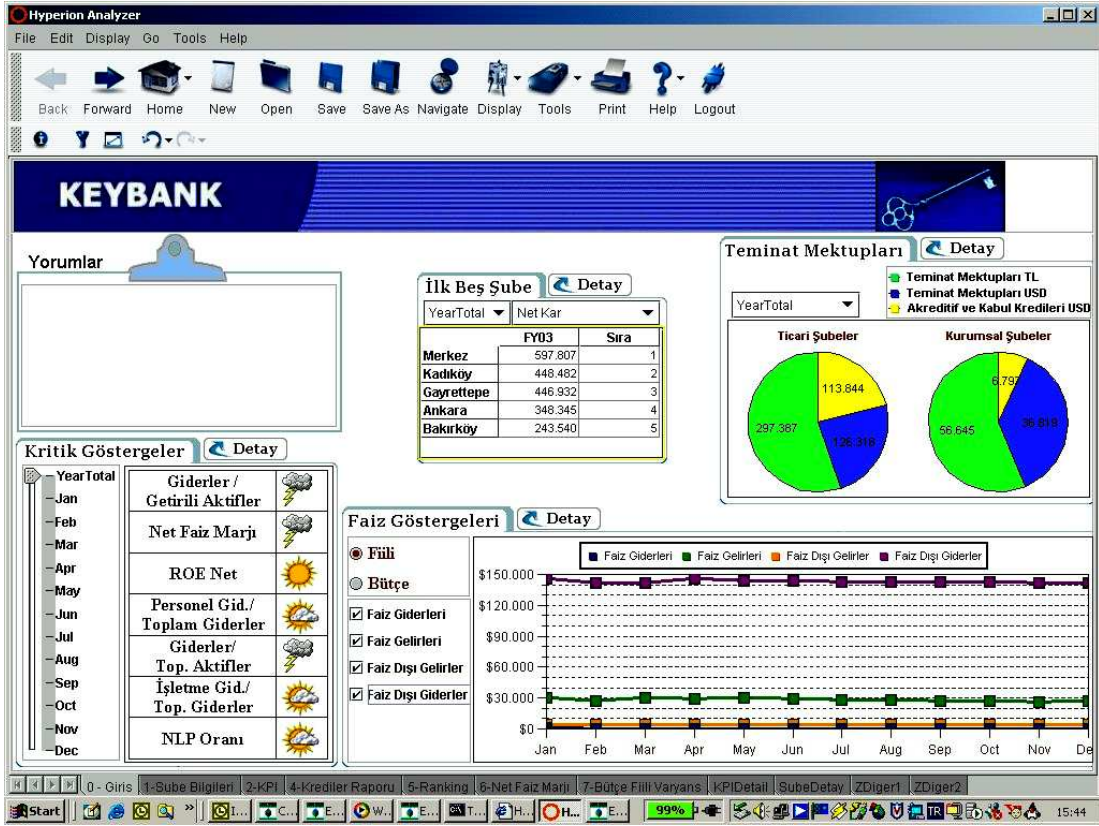 Hyperion Analyzer
File Edit Display Go Tools Help
Back Forward Home New Open Save Save As Navigate Display Tools Print Help Logout
KEYBANK
Yorumlar
İlk Beş Şube Detay
YearTotal Net Kar
FY03 Sıra
Merkez 597.807 1
Kadıköy 448.482 2
Gayrettepe 446.932 3
Ankara 348.345 4
Bakırköy 243.540 5
Teminat Mektupları Detay
Teminat Mektupları TL
Teminat Mektupları USD
Akreditif ve Kabul Kredileri USD
YearTotal
Ticari Şubeler Kurumsal Şubeler
113.844
297.387
126.318
56.645
Kritik Göstergeler Detay
YearTotal
Jan
Feb
Mar
Apr
May
Jun
Jul
Aug
Sep
Oct
Nov
Dec
Giderler /
Getirili Aktifler
Net Faiz Marjı
ROE Net
Personel Gid./
Toplam Giderler
Giderler/
Top. Aktifler
İşletme Gid./
Top. Giderler
NLP Oranı
Faiz Göstergeleri Detay
Fiili
Bütçe
Faiz Giderleri
Faiz Gelirleri
Faiz Dışı Gelirler
Faiz Dışı Giderler
Faiz Giderleri Faiz Gelirleri Faiz Dışı Gelirler Faiz Dışı Giderler
$150.000
$120.000
$90.000
$60.000
$30.000
$0
Jan Feb Mar Apr May Jun Jul Aug Sep Oct Nov De
0 - Giris 1-Sube Bilgileri 2-KPI 4-Krediler Raporu 5-Ranking 6-Net Faiz Marjı 7-Bütçe Fiili Varyans KPIDetail SubeDetay ZDiger1 ZDiger2
Start I... C... E... W... E... T... H... H... E... 99% TR 15:44